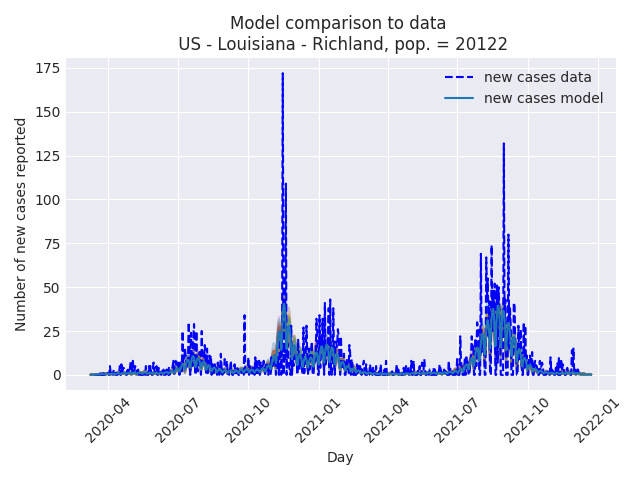 Model comparison to data
US - Louisiana - Richland, pop. = 20122
new cases data
new cases model
Number of new cases reported
175
150
125
100
75
50
25
0
2020-04
2020-07
2020-10
2021-01
2021-04
2021-07
2021-10
2022-01
Day